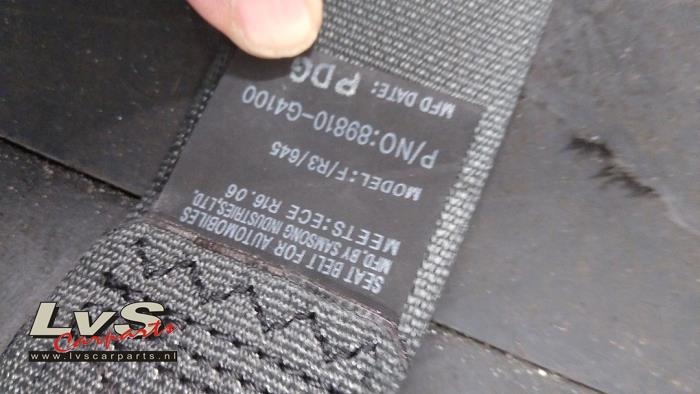 SEAT BELT FOR AUTOMOBILES
MFD. BY SAMSONG INDUSTRIES,LTD.
MEETS:ECE R16.06
MODEL:F/R3/645
P/NO:89810-G4100
MFD DATE: PDG
LvS
Carparts
www.lvscarparts.nl